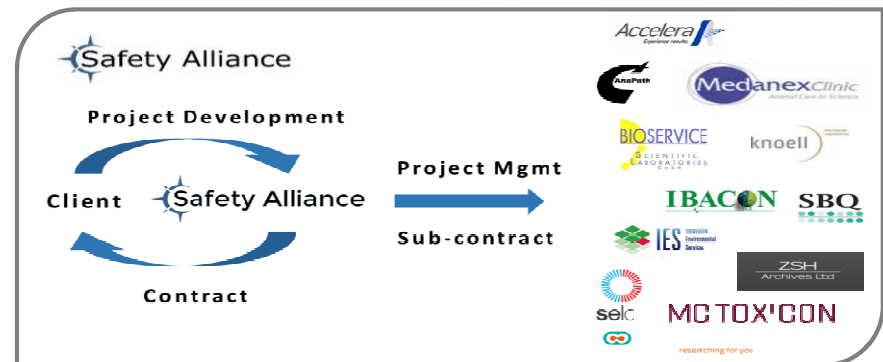 Safety Alliance
Project Development
Client
Safety Alliance
Contract
Project Mgmt
Sub-contract
Accelera
Experience results.
AnaPath
Medanex Clinic
Animal Care in Science
BIOSERVICE
SCIENTIFIC
LABORATORIES
GmbH
knoell
IBACON
SBQ
IES
Innovative
Environmental
Services
ZSH
Archives Ltd
selc
MC TOX'CON
researching for you